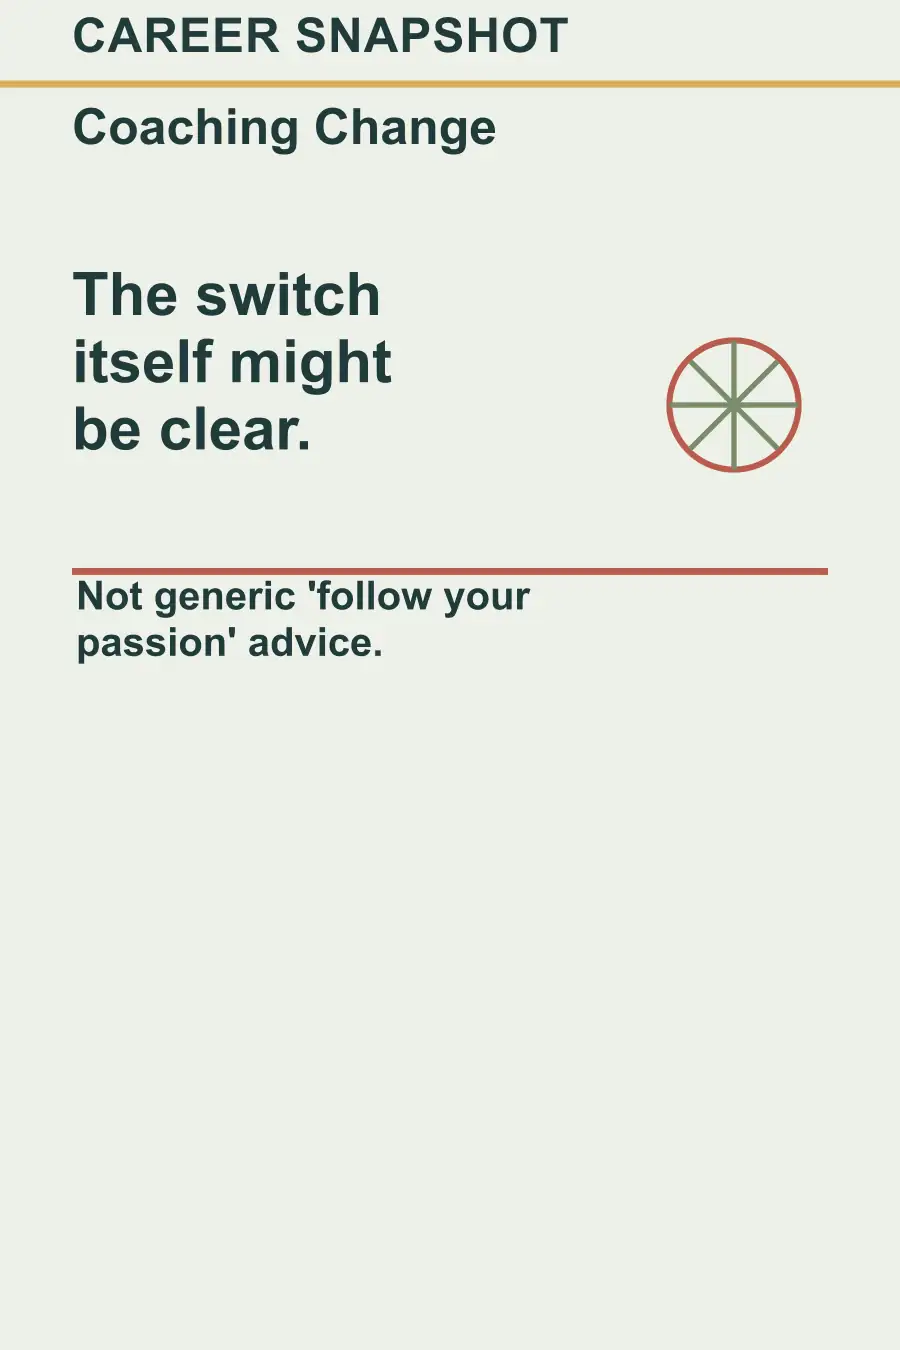 CAREER SNAPSHOT
Coaching Change
The switch
itself might
be clear.
Not generic 'follow your
passion' advice.